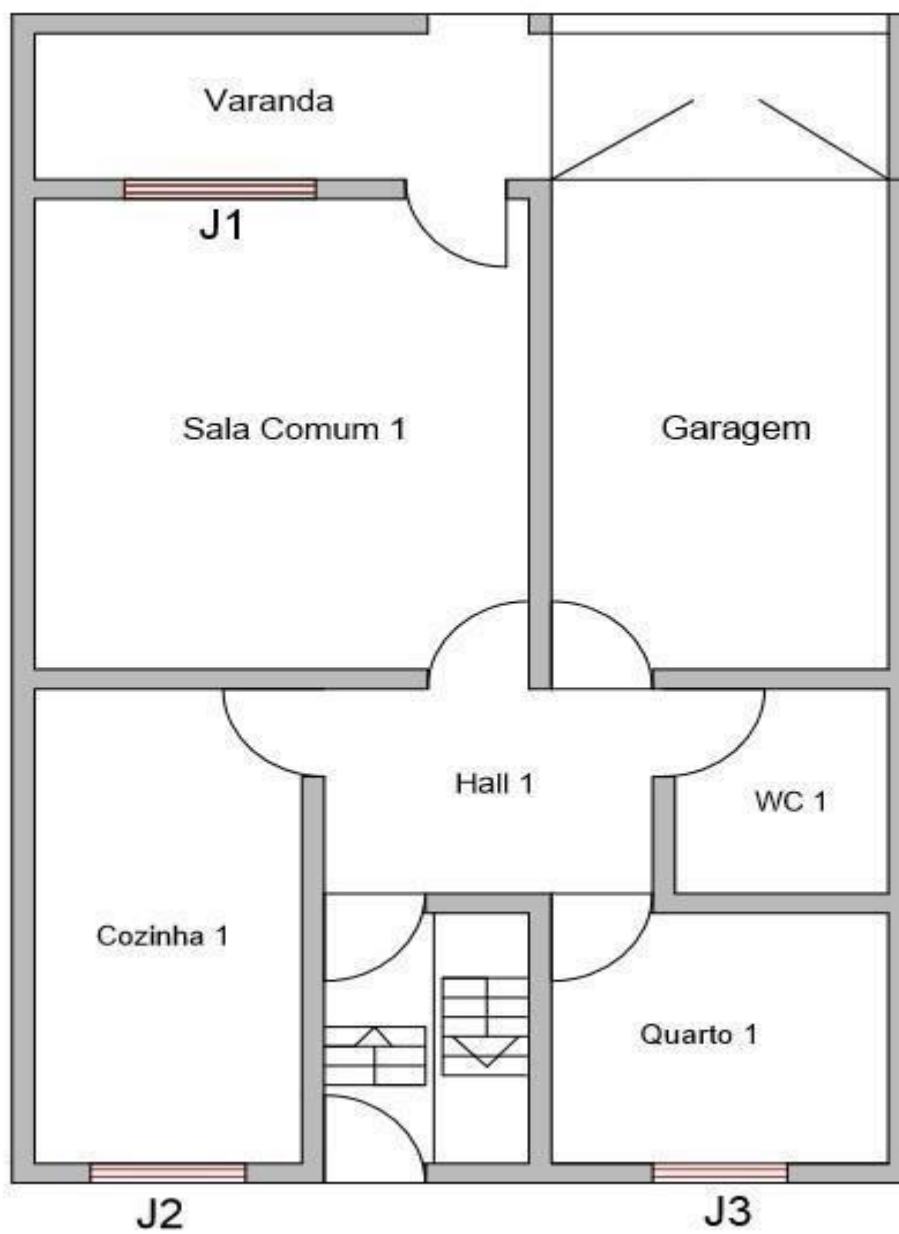 Varanda
J1
Sala Comum 1
Garagem
Hall 1
WC 1
Cozinha 1
Quarto 1
J2
J3